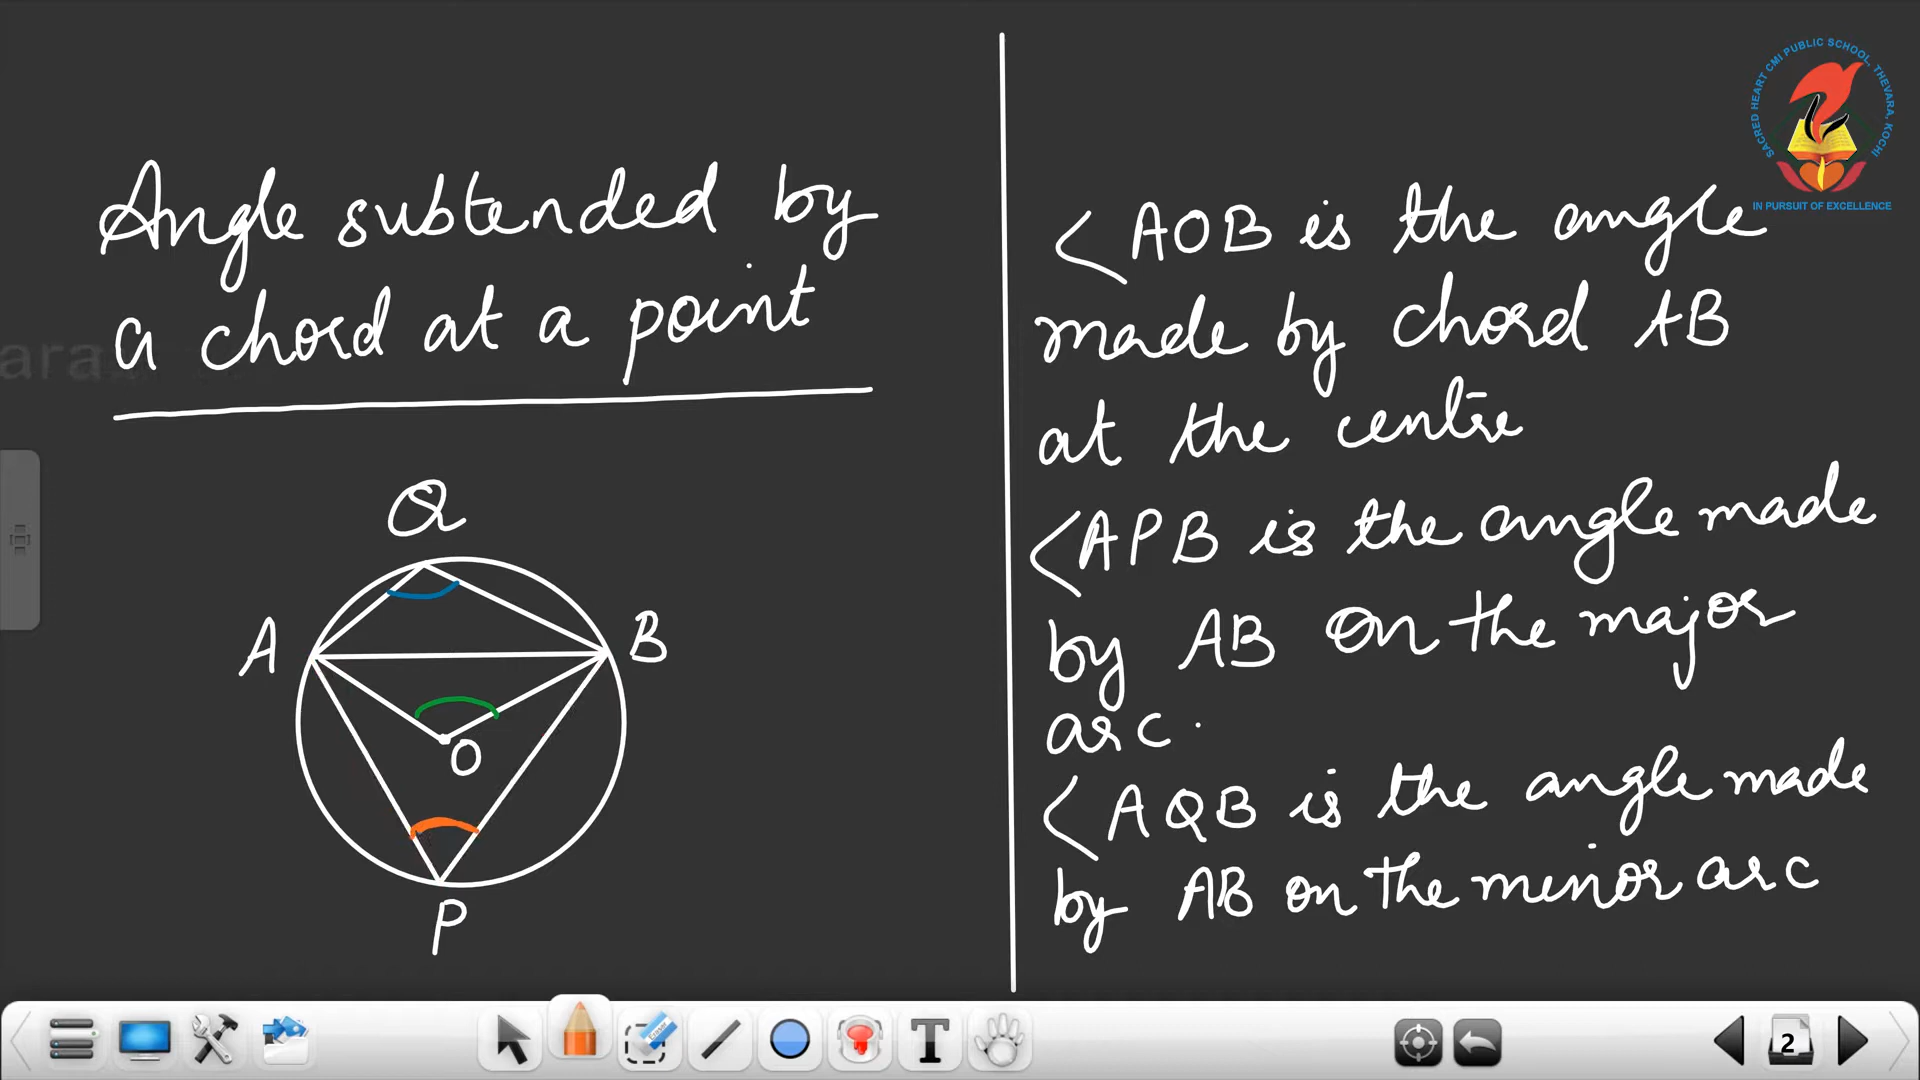 Angle subtended by
a chord at a point
Q
A
B
O
P
<AOB is the angle
made by chord AB
at the centre
<APB is the angle made
by AB on the major
arc.
<AQB is the angle made
by AB on the minor arc
SACRED HEART CMI PUBLIC SCHOOL, THEVARA, KOCHI
IN PURSUIT OF EXCELLENCE
ara
Eraser
T
2